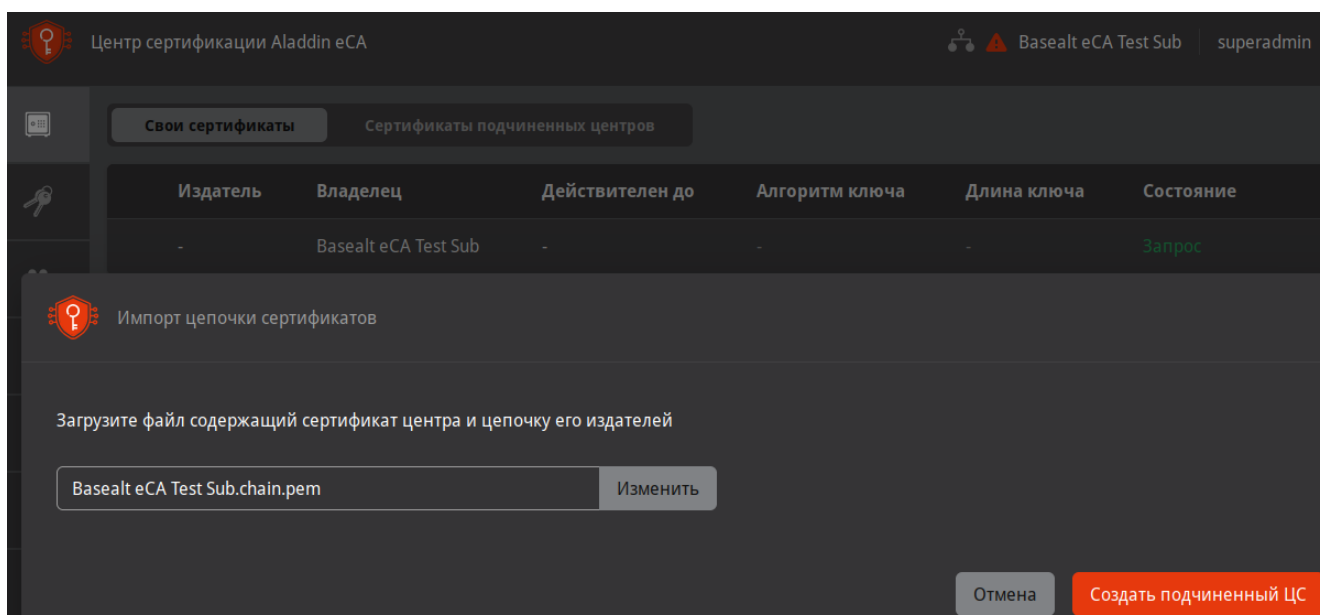 Центр сертификации Aladdin eCA Basealt eCA Test Sub superadmin
Свои сертификаты Сертификаты подчиненных центров
Издатель Владелец Действителен до Алгоритм ключа Длина ключа Состояние
- Basealt eCA Test Sub - - - Запрос
Импорт цепочки сертификатов
Загрузите файл содержащий сертификат центра и цепочку его издателей
Basealt eCA Test Sub.chain.pem Изменить
Отмена Создать подчиненный ЦС